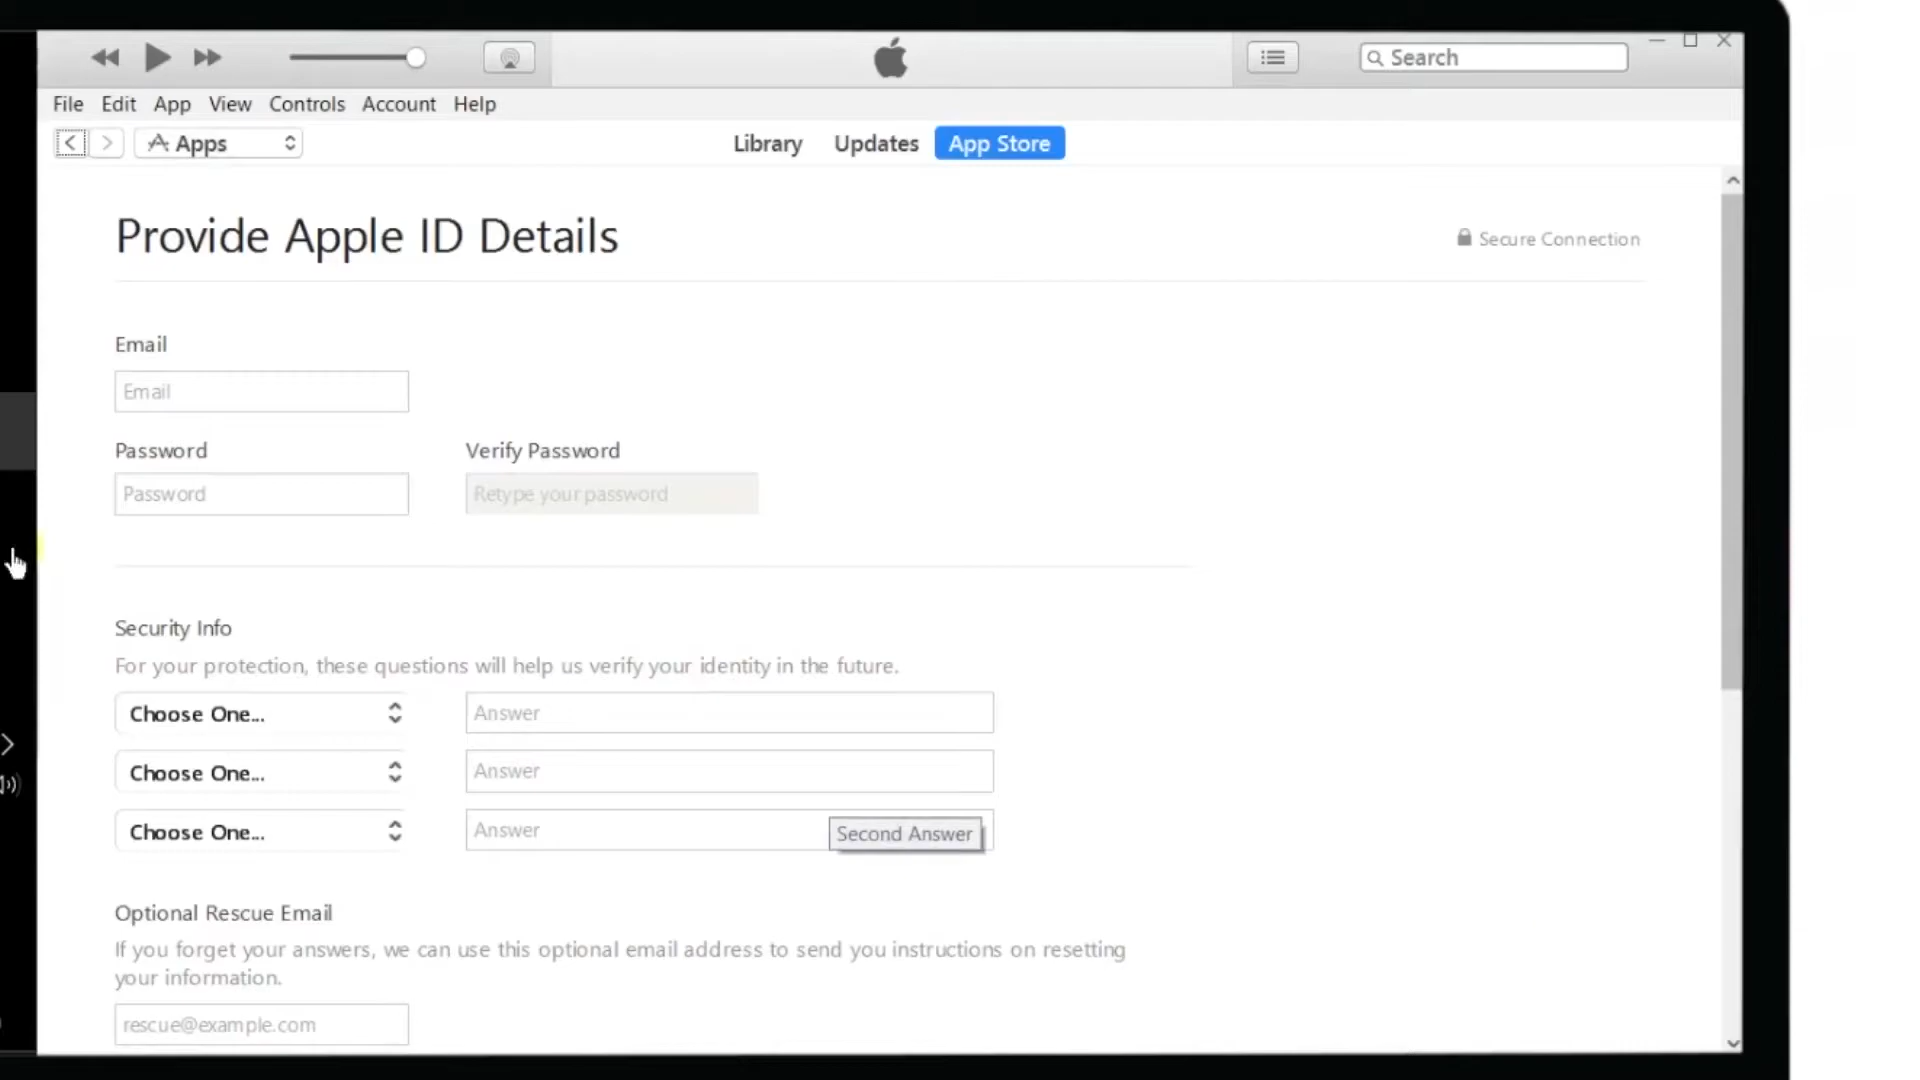 Search
File Edit App View Controls Account Help
Apps Library Updates App Store
Provide Apple ID Details
Secure Connection
Email
Email
Password Verify Password
Password Retype your password
Security Info
For your protection, these questions will help us verify your identity in the future.
Choose One... Answer
Choose One... Answer
Choose One... Answer Second Answer
Optional Rescue Email
If you forget your answers, we can use this optional email address to send you instructions on resetting
your information.
rescue@example.com